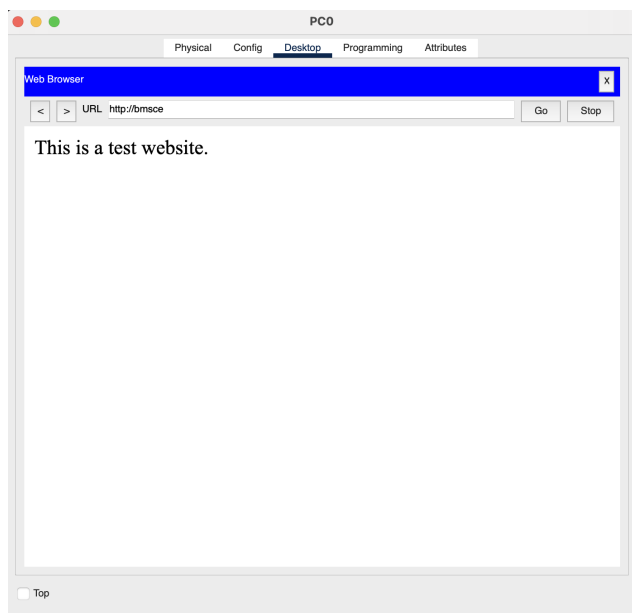 PC0
Physical Config Desktop Programming Attributes
Web Browser X
< > URL http://bmsce Go Stop
This is a test website.
Top